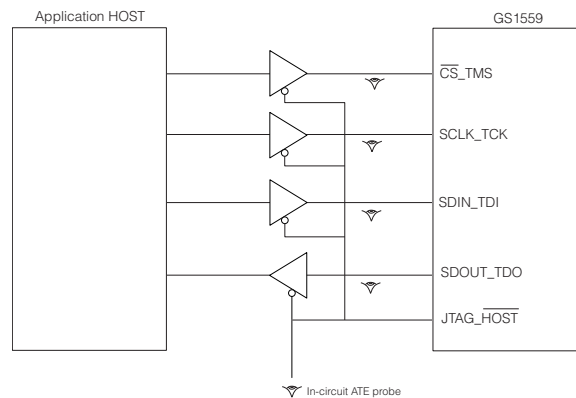 Application HOST
GS1559
CS_TMS
SCLK_TCK
SDIN_TDI
SDOUT_TDO
JTAG_HOST
In-circuit ATE probe